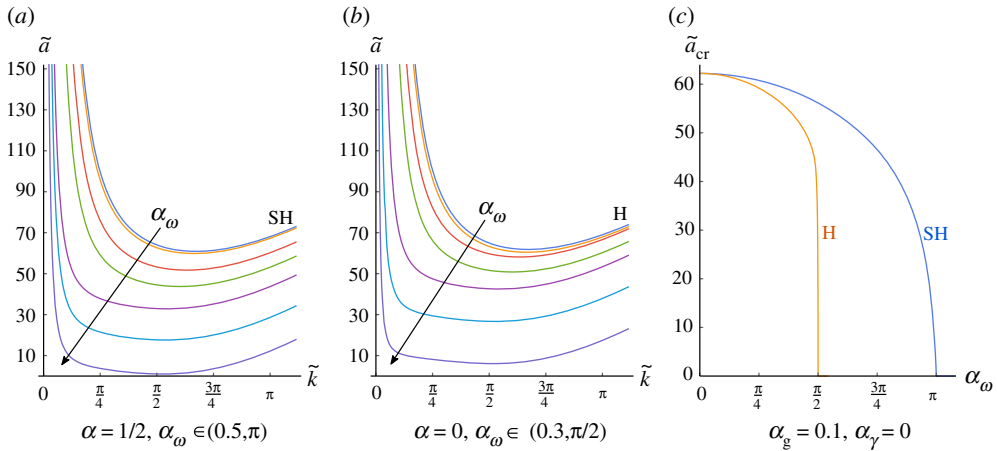 (a)
ã
150
130
110
90
70
50
30
10
0
π/4
π/2
3π/4
π
k̃
α_ω
SH
α = 1/2, α_ω ∈(0.5,π)
(b)
ã
150
130
110
90
70
50
30
10
0
π/4
π/2
3π/4
π
k̃
α_ω
H
α = 0, α_ω ∈ (0.3,π/2)
(c)
ã_cr
60
50
40
30
20
60
0
0
π/4
π/2
3π/4
π
α_ω
H
SH
α_g = 0.1, α_γ = 0